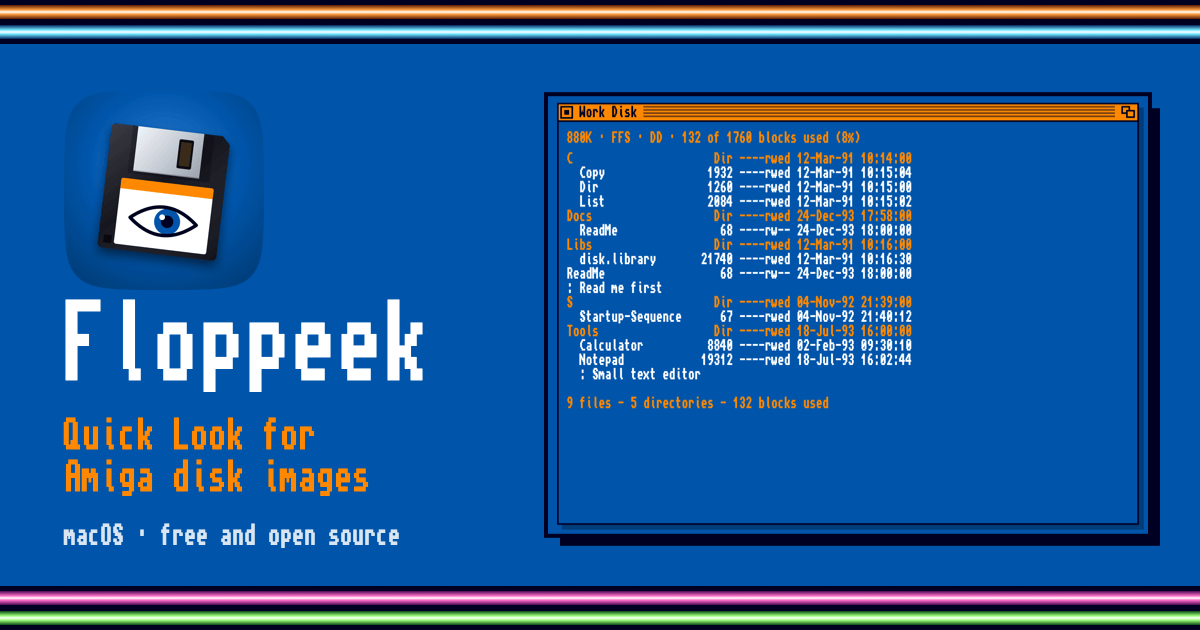 Floppeek
Quick Look for
Amiga disk images
macOS · free and open source
Work Disk
880K · FFS · DD · 132 of 1760 blocks used (8%)
C Dir ----rwed 12-Mar-91 10:14:00
Copy 1932 ----rwed 12-Mar-91 10:15:04
Dir 1260 ----rwed 12-Mar-91 10:15:00
List 2084 ----rwed 12-Mar-91 10:15:02
Docs Dir ----rwed 24-Dec-93 17:58:00
ReadMe 68 ----rw-- 24-Dec-93 18:00:00
Libs Dir ----rwed 12-Mar-91 10:16:00
disk.library 21740 ----rwed 12-Mar-91 10:16:30
ReadMe 68 ----rw-- 24-Dec-93 18:00:00
: Read me first
S Dir ----rwed 04-Nov-92 21:39:00
Startup-Sequence 67 ----rwed 04-Nov-92 21:40:12
Tools Dir ----rwed 18-Jul-93 16:00:00
Calculator 8840 ----rwed 02-Feb-93 09:30:10
Notepad 19312 ----rwed 18-Jul-93 16:02:44
: Small text editor
9 files - 5 directories - 132 blocks used